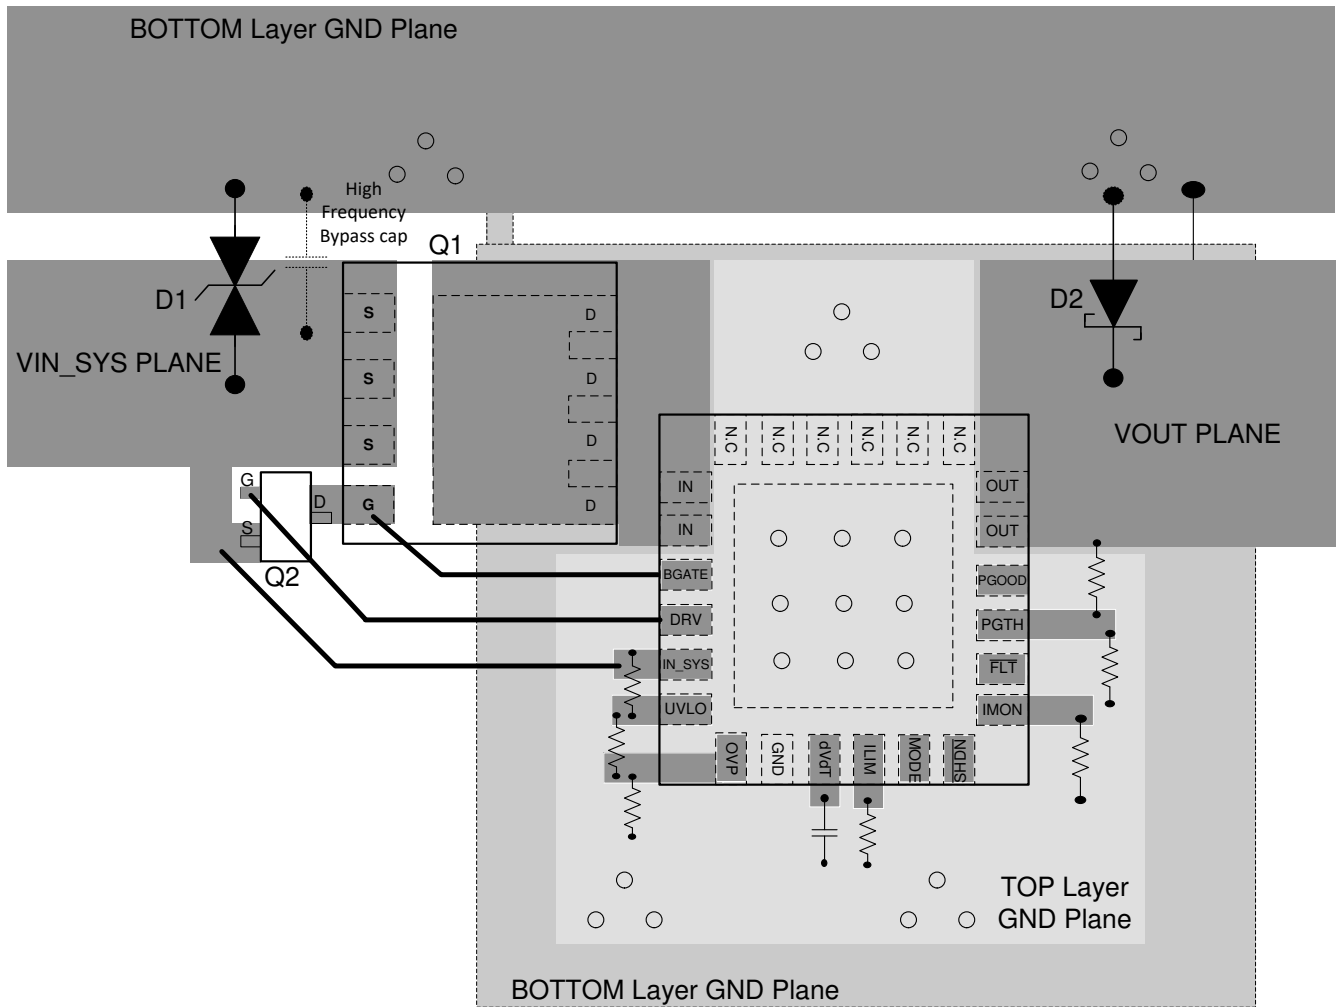 BOTTOM Layer GND Plane
High
Frequency
Bypass cap
Q1
D1
D2
VIN_SYS PLANE
VOUT PLANE
S
S
S
G
D
D
D
D
G
S
D
Q2
N.C
N.C
N.C
N.C
N.C
N.C
IN
IN
BGATE
DRV
IN_SYS
UVLO
OUT
OUT
PGOOD
PGTH
FLT
IMON
OVP
GND
dVdT
ILIM
MODE
SHDN
TOP Layer
GND Plane
BOTTOM Layer GND Plane